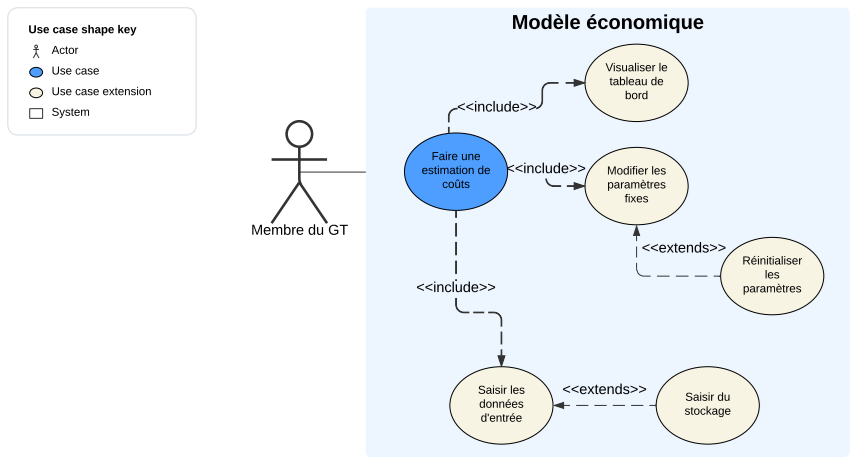 Use case shape key
Actor
Use case
Use case extension
System
Modèle économique
Visualiser le
tableau de
bord
<<include>>
Faire une
estimation de
coûts
<<include>>
Modifier les
paramètres
fixes
Membre du GT
<<extends>>
Réinitialiser
les
paramètres
<<include>>
Saisir les
données
d'entrée
<<extends>>
Saisir du
stockage